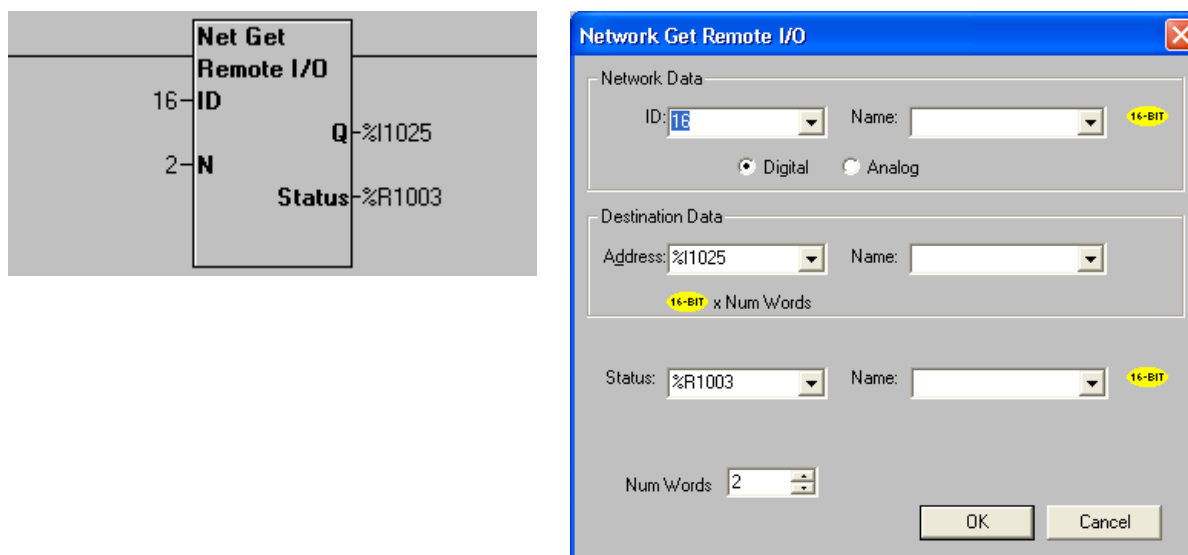 Net Get
Remote I/O
16 ID
Q %I1025
2 N
Status %R1003
Network Get Remote I/O
Network Data
ID: 16 Name: 16-BIT
Digital Analog
Destination Data
Address: %I1025 Name:
16-BIT x Num Words
Status: %R1003 Name: 16-BIT
Num Words 2
OK Cancel